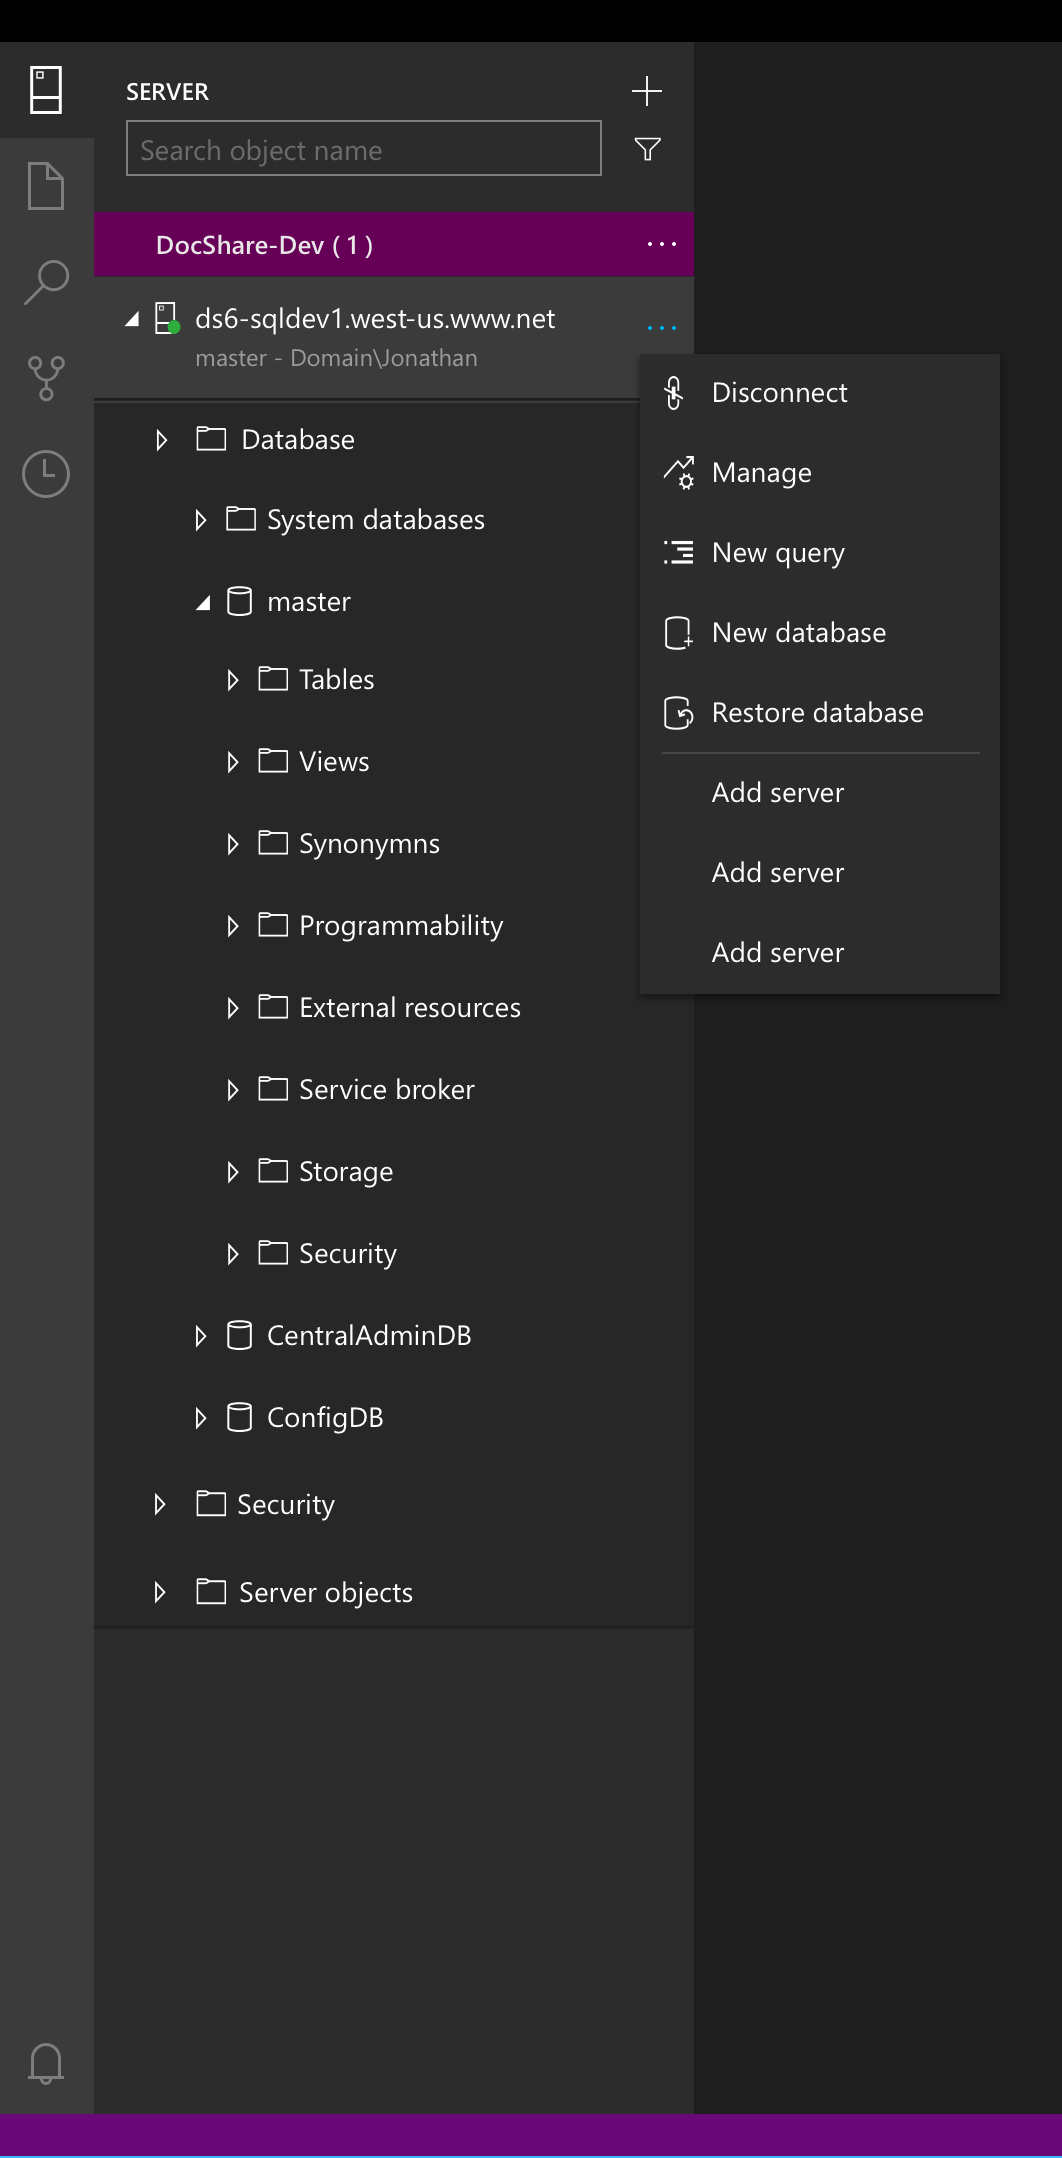 SERVER
Search object name
DocShare-Dev ( 1 )
ds6-sqldev1.west-us.www.net
master - Domain\Jonathan
Disconnect
Manage
New query
New database
Restore database
Add server
Add server
Add server
Database
System databases
master
Tables
Views
Synonymns
Programmability
External resources
Service broker
Storage
Security
CentralAdminDB
ConfigDB
Security
Server objects